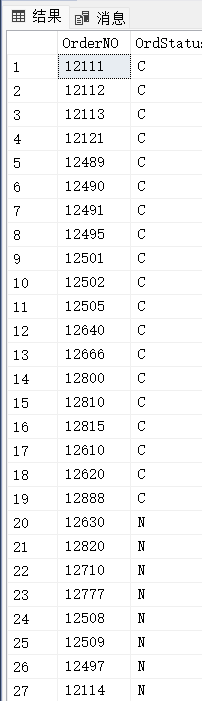 结果 消息
OrderNO OrdStatus
1 12111 C
2 12112 C
3 12113 C
4 12121 C
5 12489 C
6 12490 C
7 12491 C
8 12495 C
9 12501 C
10 12502 C
11 12505 C
12 12640 C
13 12666 C
14 12800 C
15 12810 C
16 12815 C
17 12610 C
18 12620 C
19 12888 C
20 12630 N
21 12820 N
22 12710 N
23 12777 N
24 12508 N
25 12509 N
26 12497 N
27 12114 N